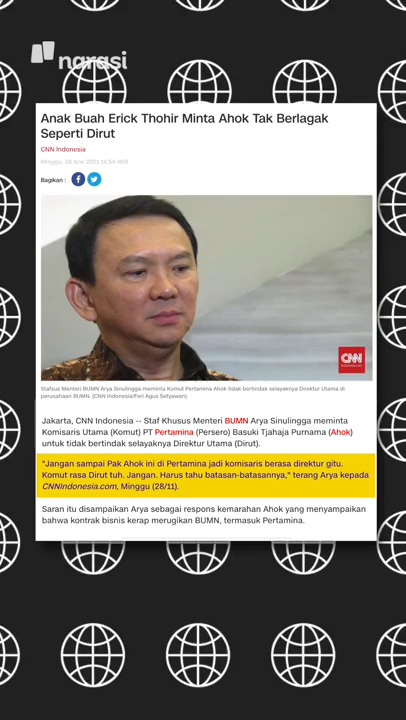 narasi
Anak Buah Erick Thohir Minta Ahok Tak Berlagak
Seperti Dirut
CNN Indonesia
Minggu, 28 Nov 2021 14:54 WIB
Bagikan :
CNN
Stafsus Menteri BUMN Arya Sinulingga meminta Komut Pertamina Ahok tidak bertindak selayaknya Direktur Utama di
perusahaan BUMN. (CNN Indonesia/Feri Agus Setyawan)
Jakarta, CNN Indonesia -- Staf Khusus Menteri BUMN Arya Sinulingga meminta
Komisaris Utama (Komut) PT Pertamina (Persero) Basuki Tjahaja Purnama (Ahok)
untuk tidak bertindak selayaknya Direktur Utama (Dirut).
"Jangan sampai Pak Ahok ini di Pertamina jadi komisaris berasa direktur gitu.
Komut rasa Dirut tuh. Jangan. Harus tahu batasan-batasannya," terang Arya kepada
CNNIndonesia.com, Minggu (28/11).
Saran itu disampaikan Arya sebagai respons kemarahan Ahok yang menyampaikan
bahwa kontrak bisnis kerap merugikan BUMN, termasuk Pertamina.